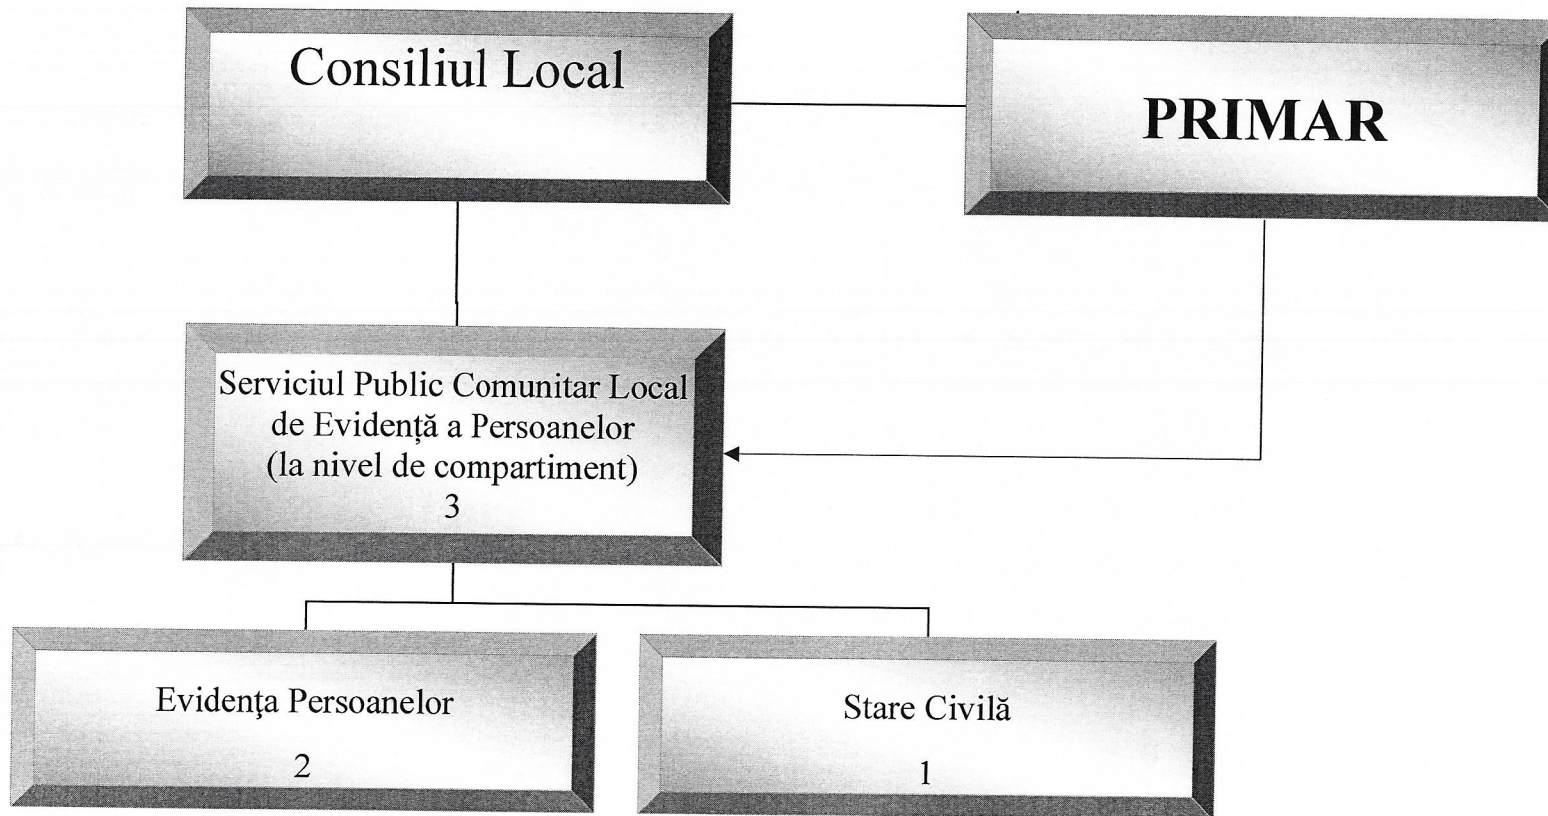 Consiliul Local
PRIMAR
Serviciul Public Comunitar Local
de Evidență a Persoanelor
(la nivel de compartiment)
3
Evidenţa Persoanelor
2
Stare Civilă
1